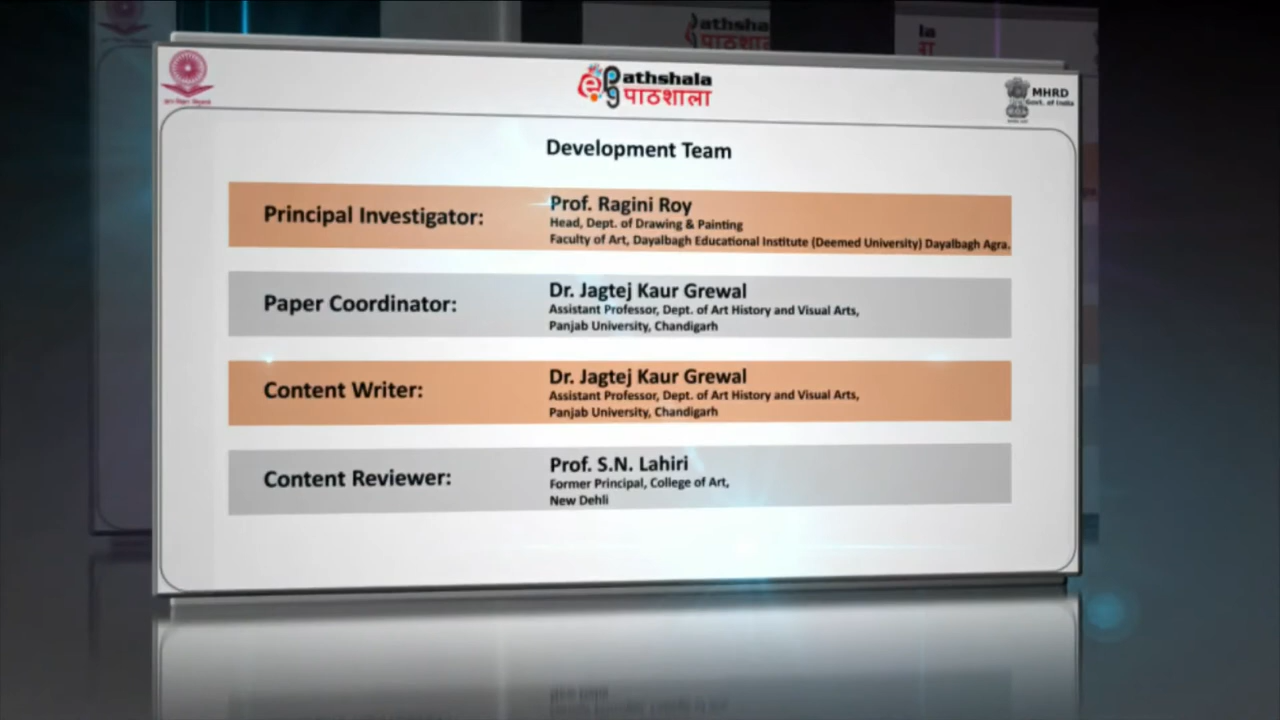 athshala
पाठशाला
MHRD
Govt. of India
Development Team
Principal Investigator:
Prof. Ragini Roy
Head, Dept. of Drawing & Painting
Faculty of Art, Dayalbagh Educational Institute (Deemed University) Dayalbagh Agra.
Paper Coordinator:
Dr. Jagtej Kaur Grewal
Assistant Professor, Dept. of Art History and Visual Arts,
Panjab University, Chandigarh
Content Writer:
Dr. Jagtej Kaur Grewal
Assistant Professor, Dept. of Art History and Visual Arts,
Panjab University, Chandigarh
Content Reviewer:
Prof. S.N. Lahiri
Former Principal, College of Art,
New Dehli